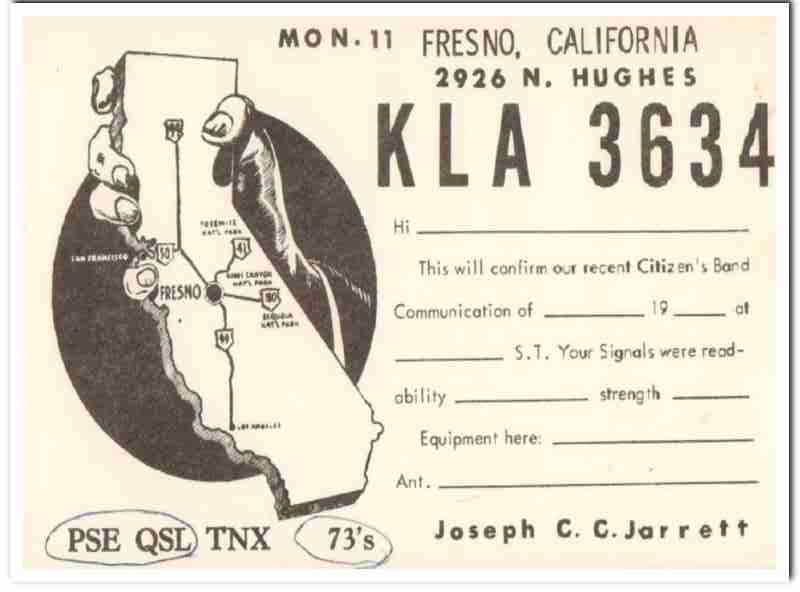 MON. 11 FRESNO, CALIFORNIA
2926 N. HUGHES
KLA 3634
99
YOSEMITE
NAT'L PARK
SAN FRANCISCO
50
41
KINGS CANYON
NAT'L PARK
FRESNO
180
SEQUOIA
NAT'L PARK
99
LOS ANGELES
Hi
This will confirm our recent Citizen's Band
Communication of 19 at
S.T. Your Signals were read-
ability strength
Equipment here:
Ant.
PSE QSL TNX 73's
Joseph C. C. Jarrett